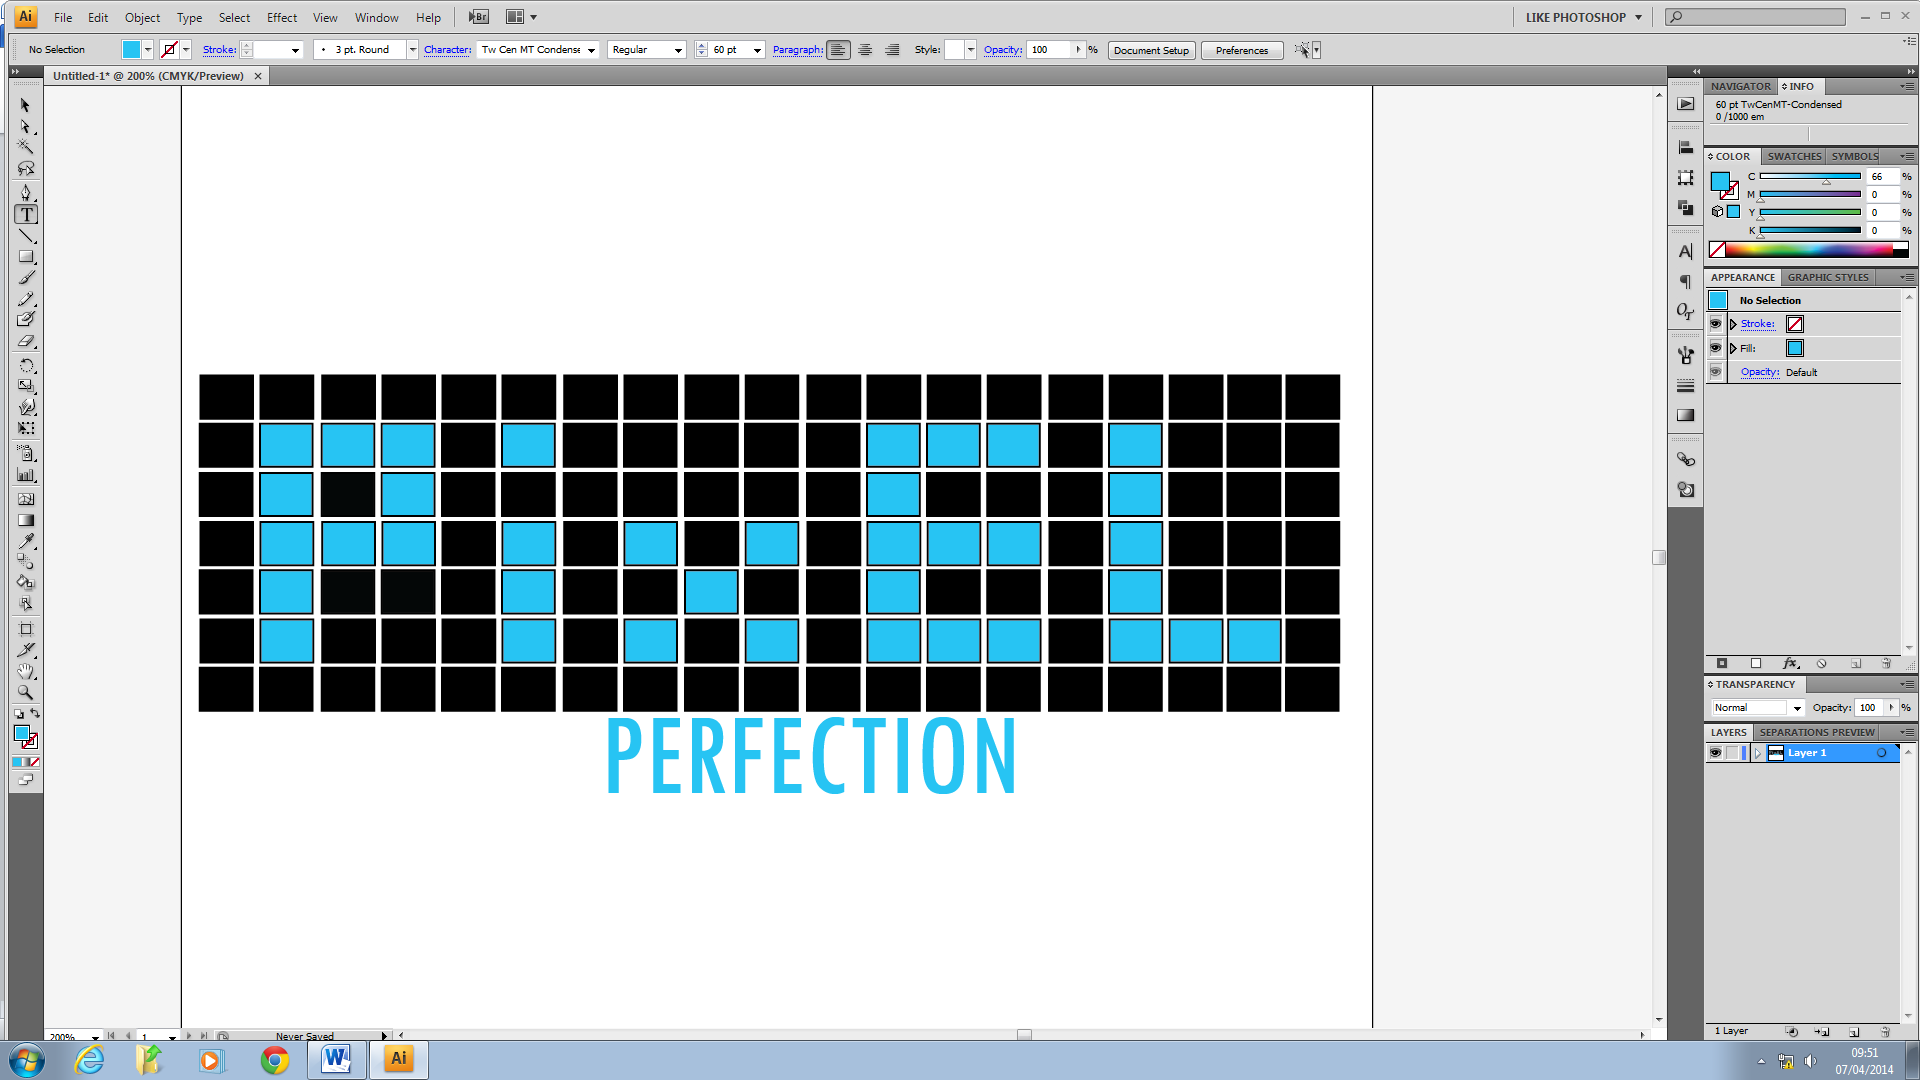 Ai File Edit Object Type Select Effect View Window Help Br LIKE PHOTOSHOP
No Selection Stroke: 3 pt. Round Character: Tw Cen MT Condense Regular 60 pt Paragraph: Style: Opacity: 100 % Document Setup Preferences
Untitled-1* @ 200% (CMYK/Preview)
NAVIGATOR INFO
60 pt TwCenMT-Condensed
0 /1000 em
COLOR SWATCHES SYMBOLS
C 66 %
M 0 %
Y 0 %
K 0 %
APPEARANCE GRAPHIC STYLES
No Selection
Stroke:
Fill:
Opacity: Default
PIXEL
PERFECTION
TRANSPARENCY
Normal Opacity: 100 %
LAYERS SEPARATIONS PREVIEW
Layer 1
1 Layer
200% 1 Never Saved
W Ai
09:51
07/04/2014